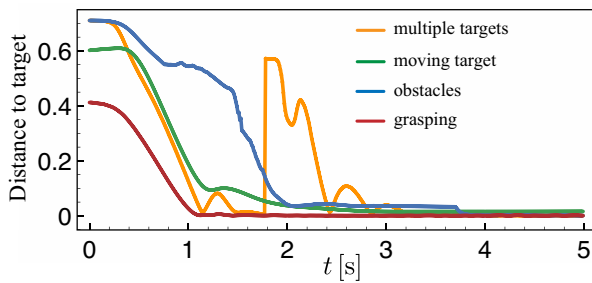 Distance to target
0.6
0.4
0.2
0
0
1
2
3
4
5
t [s]
multiple targets
moving target
obstacles
grasping